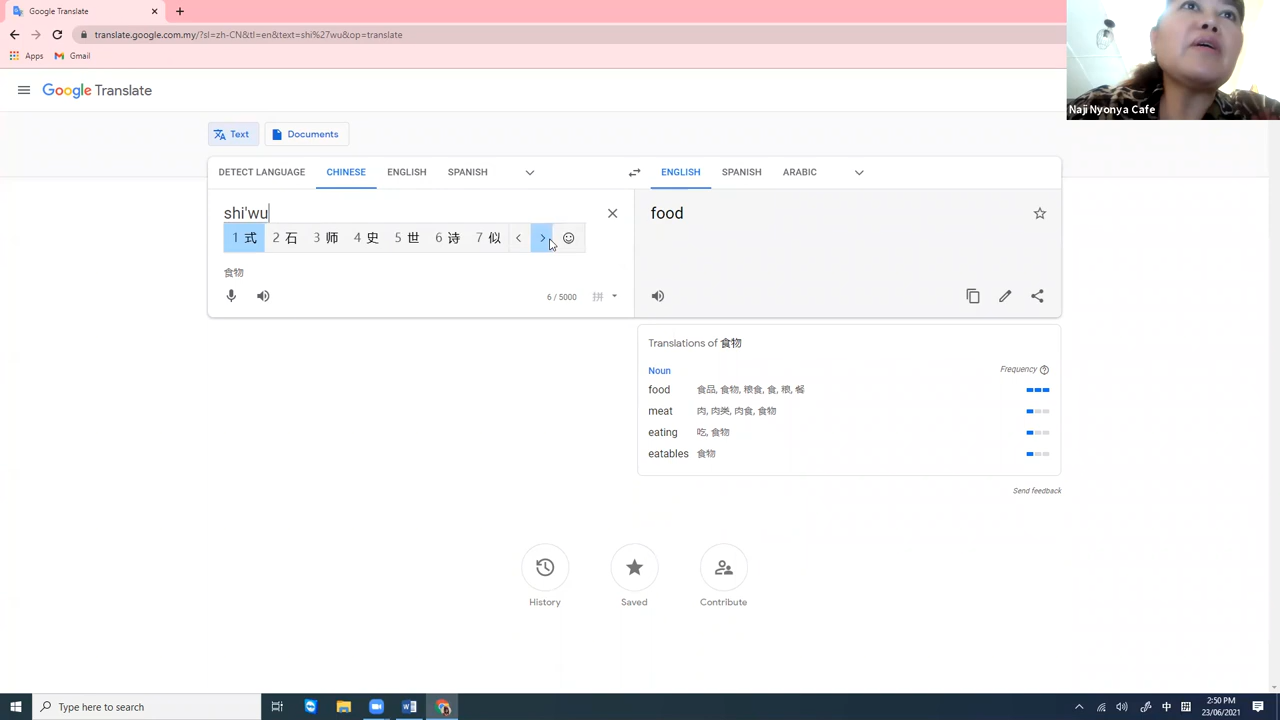 Google Translate
translate.google.com.my/?sl=zh-CN&tl=en&text=shi%27wu&op=translate
Apps Gmail
Naji Nyonya Cafe
Google Translate
Text Documents
DETECT LANGUAGE CHINESE ENGLISH SPANISH ENGLISH SPANISH ARABIC
shi'wu food
1 式 2 石 3 师 4 史 5 世 6 诗 7 似
食物
6 / 5000 拼
Translations of 食物
Noun Frequency
food 食品, 食物, 粮食, 食, 粮, 餐
meat 肉, 肉类, 肉食, 食物
eating 吃, 食物
eatables 食物
Send feedback
History Saved Contribute
Type here to search
中
2:50 PM
23/06/2021